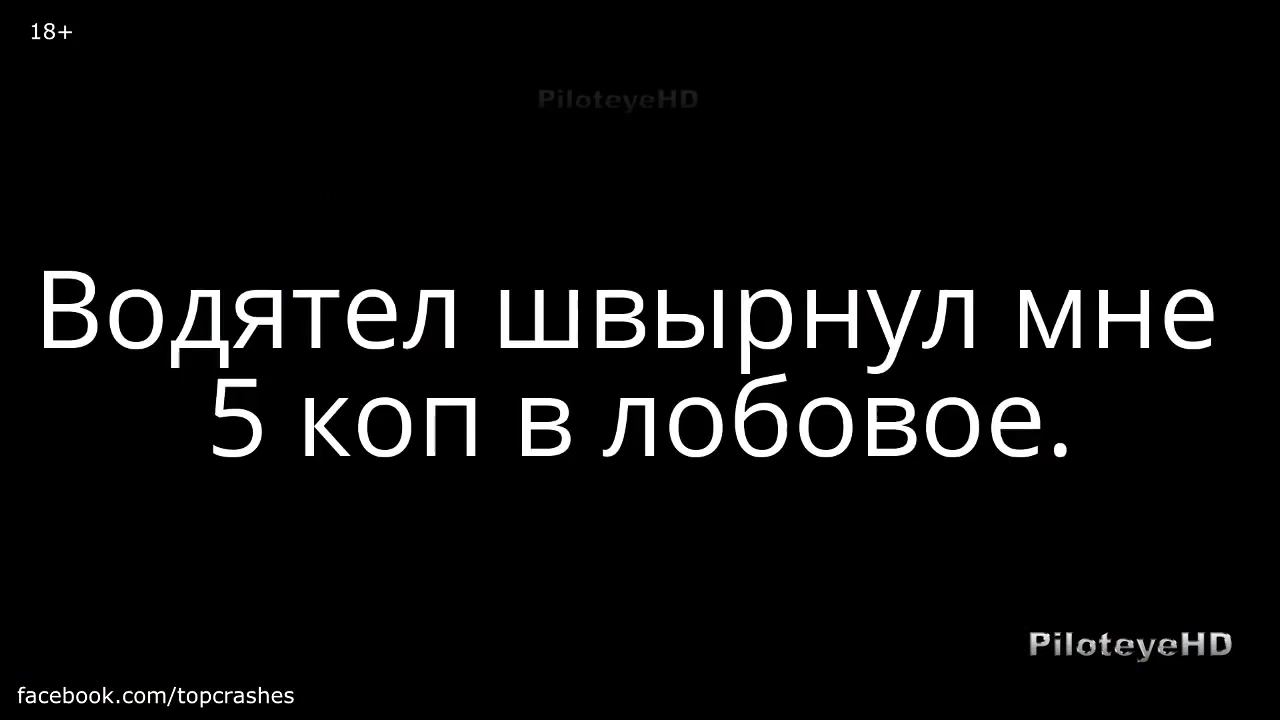 18+
PiloteyeHD
Водятел швырнул мне
5 коп в лобовое.
PiloteyeHD
facebook.com/topcrashes